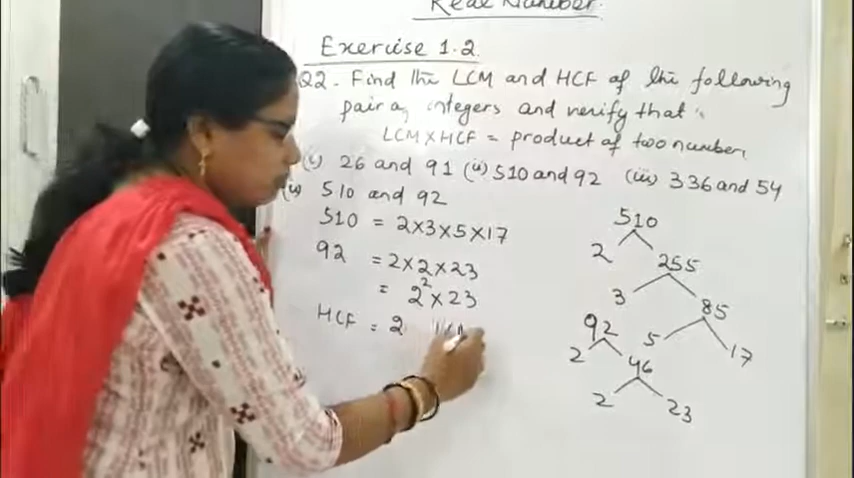 Real Number.
Exercise 1.2
Q2. Find the LCM and HCF of the following
pair of integers and verify that
LCM×HCF = product of two number
(i) 26 and 91 (ii) 510 and 92 (iii) 336 and 54
(ii) 510 and 92
510 = 2×3×5×17
92 = 2×2×23
= 2²×23
HCF = 2
510
2 255
3 85
5 17
92
2 46
2 23